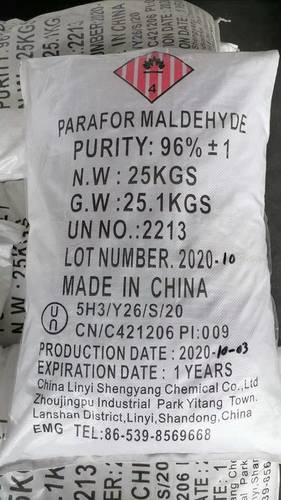 4
PARAFOR MALDEHYDE
PURITY: 96% ±1
N.W : 25KGS
G.W : 25.1KGS
UN NO.: 2213
LOT NUMBER. 2020-10
MADE IN CHINA
u n 5H3/Y26/S/20
CN/C421206 PI:009
PRODUCTION DATE : 2020-10-03
EXPIRATION DATE : 1 YEARS
China Linyi Shengyang Chemical Co.,Ltd
Zhoujingpu Industrial Park Yitang Town.
Lanshan District,Linyi,Shandong, China
EMG TEL:86-539-8569668